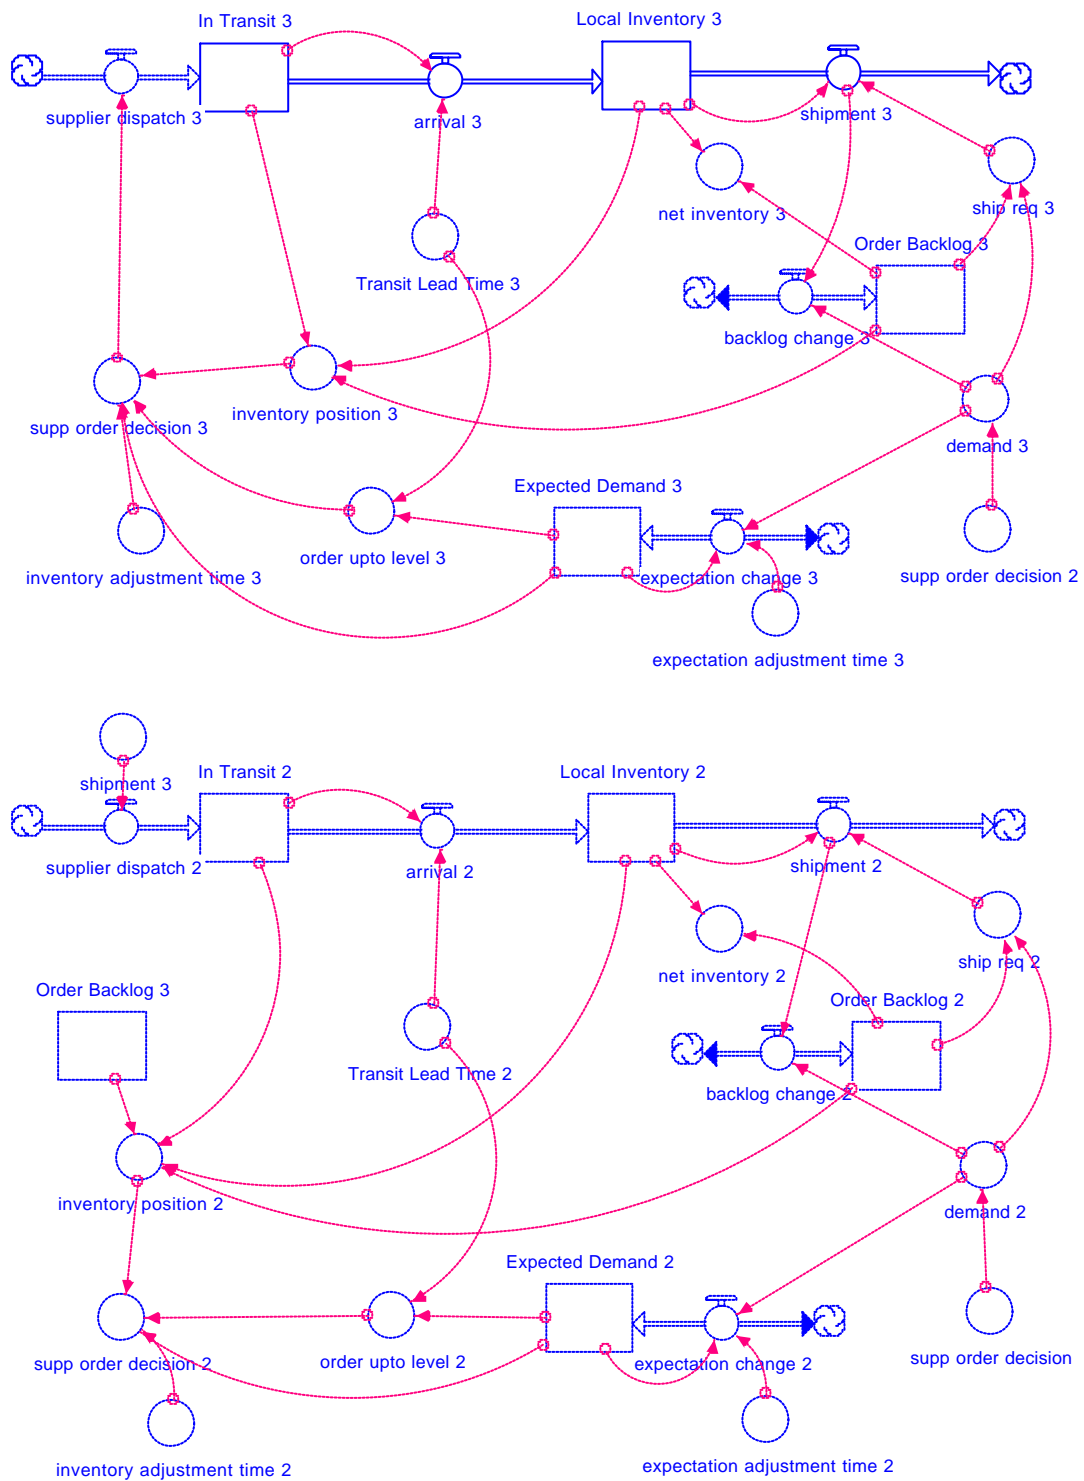 In Transit 3
Local Inventory 3
supplier dispatch 3
arrival 3
shipment 3
net inventory 3
ship req 3
Transit Lead Time 3
Order Backlog 3
backlog change 3
inventory position 3
supp order decision 3
demand 3
Expected Demand 3
order upto level 3
inventory adjustment time 3
expectation change 3
supp order decision 2
expectation adjustment time 3
shipment 3
In Transit 2
Local Inventory 2
supplier dispatch 2
arrival 2
shipment 2
net inventory 2
ship req 2
Order Backlog 3
Order Backlog 2
Transit Lead Time 2
backlog change 2
inventory position 2
demand 2
Expected Demand 2
supp order decision 2
order upto level 2
expectation change 2
supp order decision
inventory adjustment time 2
expectation adjustment time 2